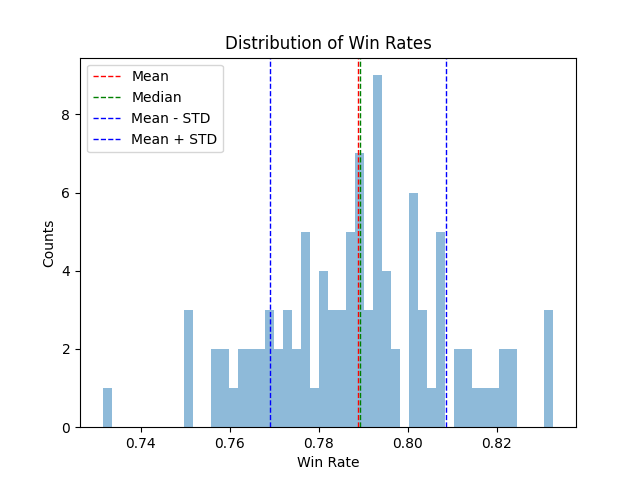 Distribution of Win Rates
Mean
Median
Mean - STD
Mean + STD
8
6
4
2
0
Counts
0.74 0.76 0.78 0.80 0.82
Win Rate